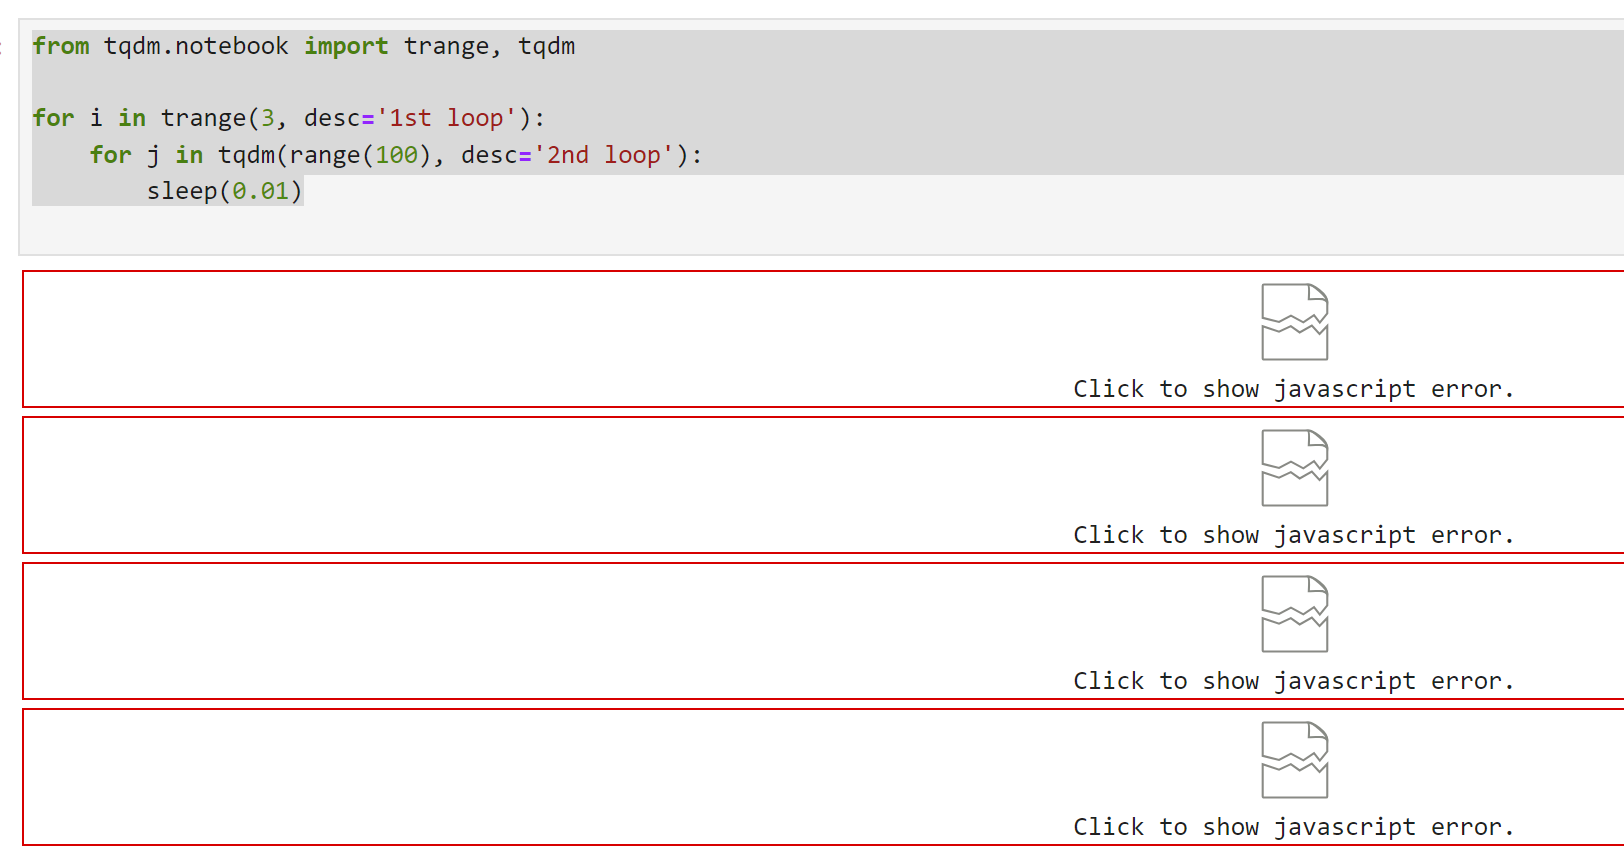 from tqdm.notebook import trange, tqdm
for i in trange(3, desc='1st loop'):
    for j in tqdm(range(100), desc='2nd loop'):
        sleep(0.01)
Click to show javascript error.
Click to show javascript error.
Click to show javascript error.
Click to show javascript error.